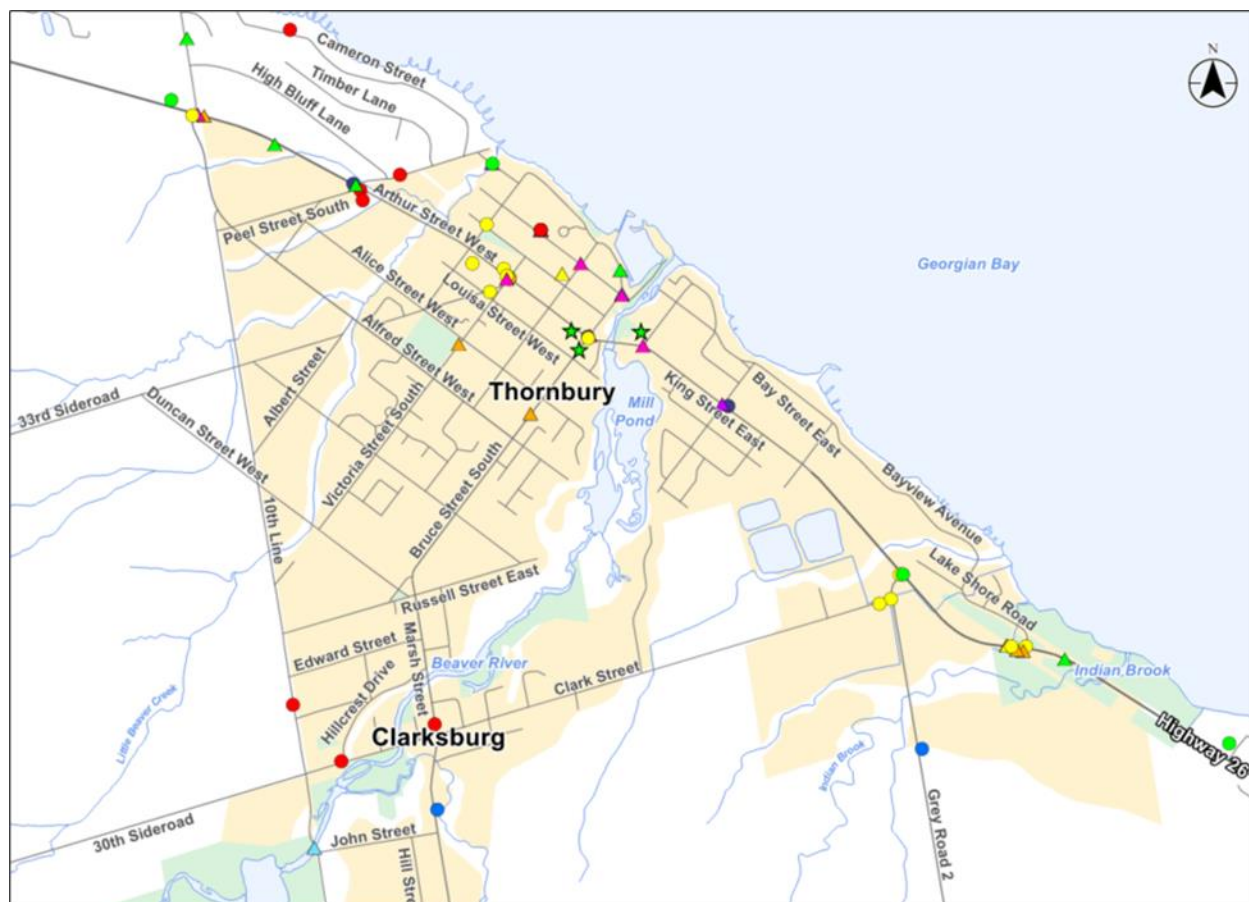 Cameron Street
N
Timber Lane
High Bluff Lane
Peel Street South
Arthur Street West
Alice Street West
Louisa Street West
Alfred Street West
Georgian Bay
Thornbury
Mill
Pond
King Street East
Bay Street East
Bayview Avenue
33rd Sideroad
Albert Street
Duncan Street West
Victoria Street South
Bruce Street South
10th Line
Lake Shore Road
Russell Street East
Edward Street
Marsh Street
Beaver River
Hillcrest Drive
Clark Street
Indian Brook
Little Beaver Creek
Clarksburg
Highway 26
Indian Brook
30th Sideroad
John Street
Hill Stre
Grey Road 2